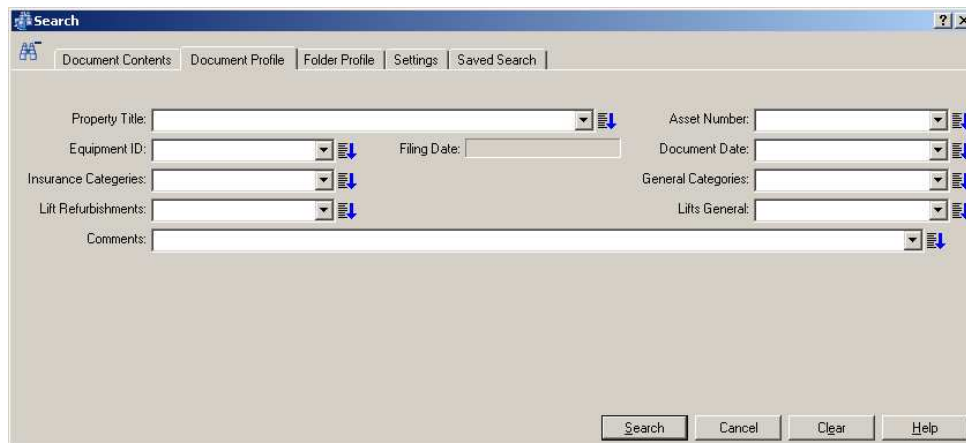 Search
Document Contents Document Profile Folder Profile Settings Saved Search
Property Title: Asset Number:
Equipment ID: Filing Date: Document Date:
Insurance Categeries: General Categories:
Lift Refurbishments: Lifts General:
Comments:
Search Cancel Clear Help